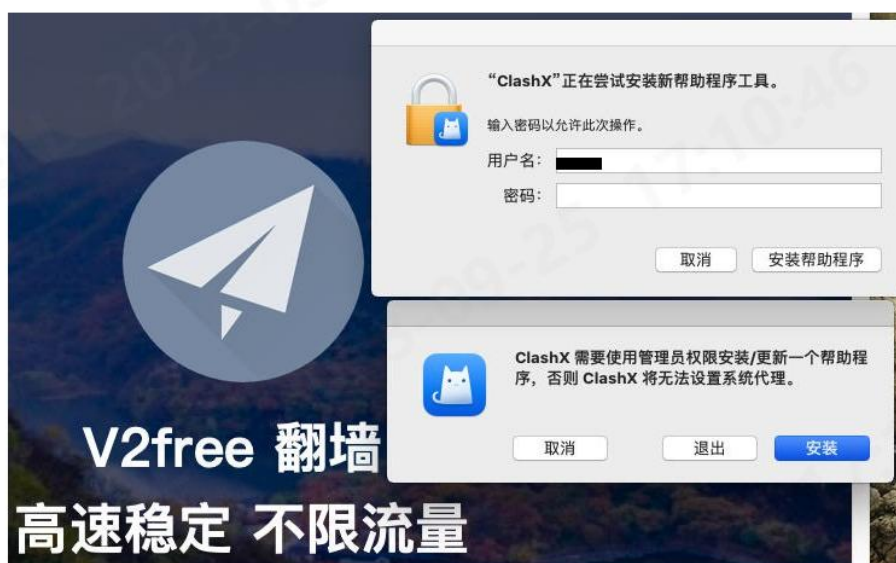 “ClashX”正在尝试安装新帮助程序工具。
输入密码以允许此次操作。
用户名：
密码：
取消
安装帮助程序
ClashX 需要使用管理员权限安装/更新一个帮助程
序，否则 ClashX 将无法设置系统代理。
取消
退出
安装
V2free 翻墙
高速稳定 不限流量